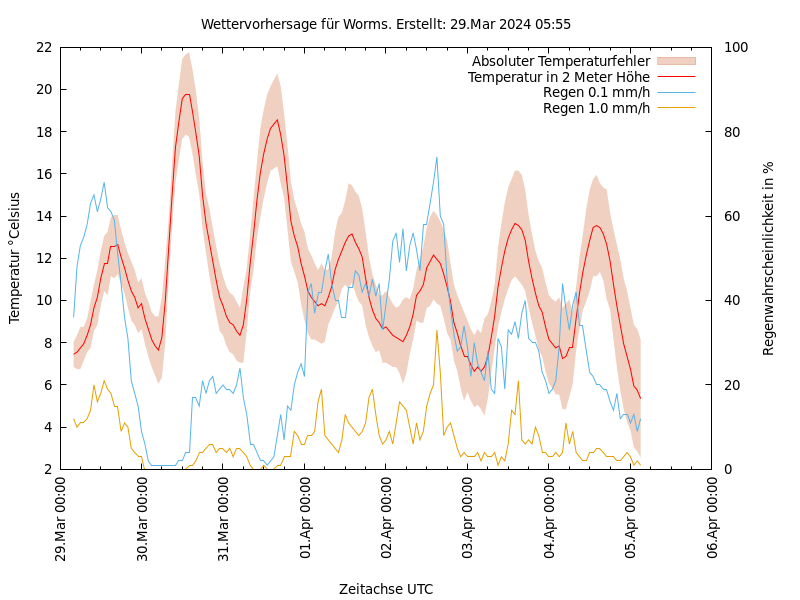 Wettervorhersage für Worms. Erstellt: 29.Mar 2024 05:55
Absoluter Temperaturfehler
Temperatur in 2 Meter Höhe
Regen 0.1 mm/h
Regen 1.0 mm/h
Temperatur °Celsius
22
20
18
16
14
12
10
8
6
4
2
100
80
60
40
20
0
Regenwahrscheinlichkeit in %
29.Mar 00:00
30.Mar 00:00
31.Mar 00:00
01.Apr 00:00
02.Apr 00:00
03.Apr 00:00
04.Apr 00:00
05.Apr 00:00
06.Apr 00:00
Zeitachse UTC